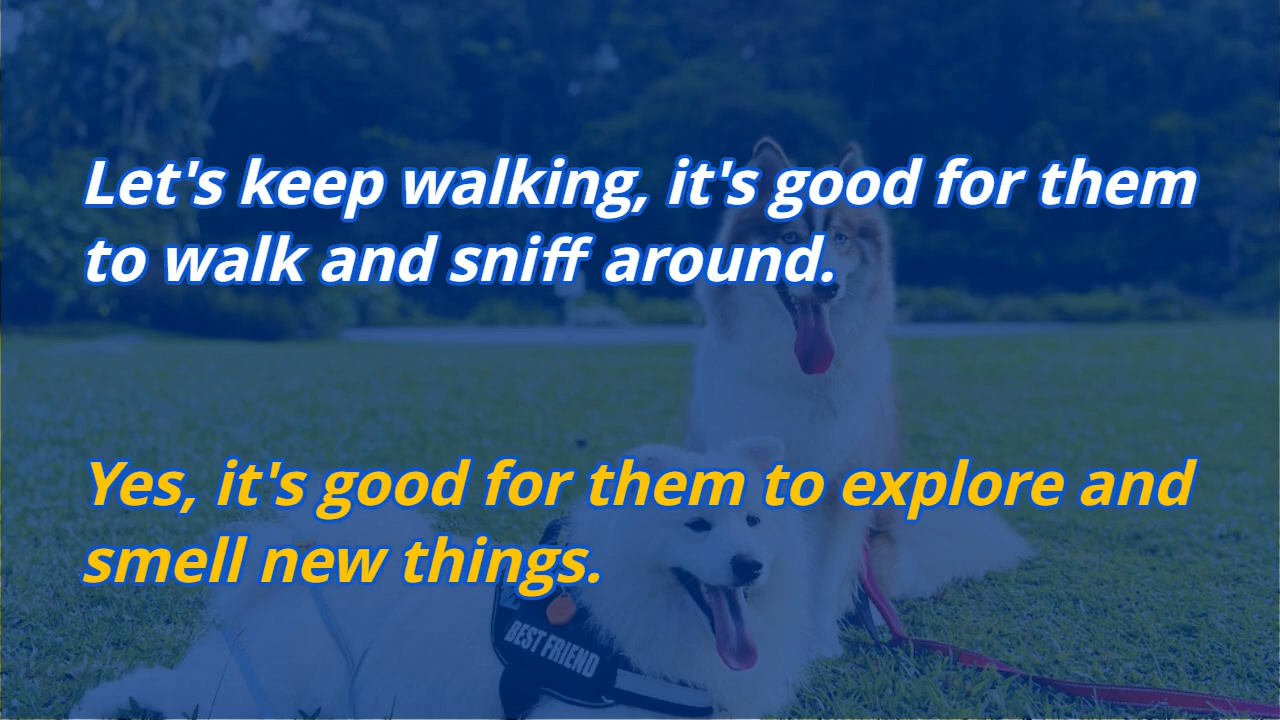 Let's keep walking, it's good for them
to walk and sniff around.
Yes, it's good for them to explore and
smell new things.
BEST FRIEND